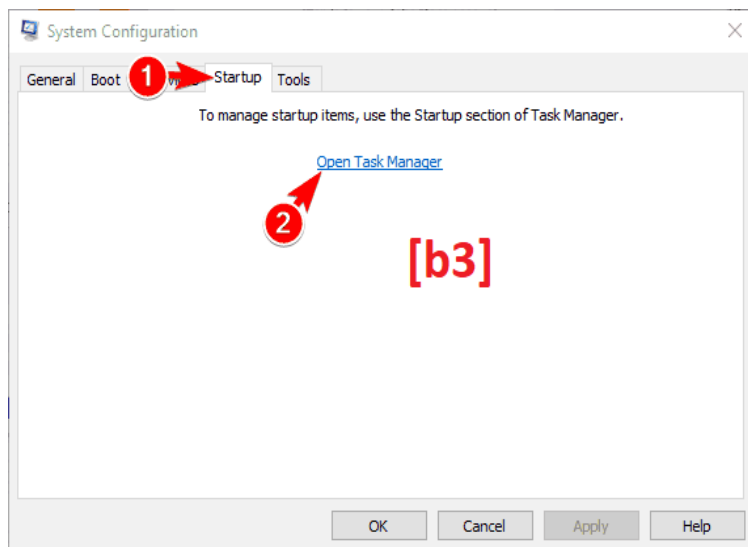 System Configuration
General Boot Startup Tools
1
To manage startup items, use the Startup section of Task Manager.
Open Task Manager
2
[b3]
OK Cancel Apply Help